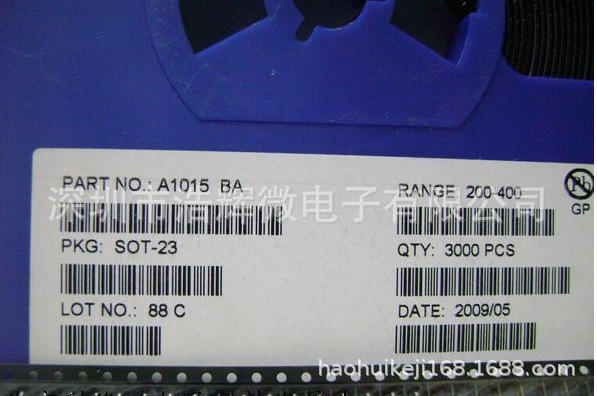 PART NO.: A1015 BA
RANGE: 200-400
Pb
GP
深圳市浩辉微电子有限公司
PKG: SOT-23
QTY: 3000 PCS
LOT NO.: 88 C
DATE: 2009/05
haohuikeji168.1688.com